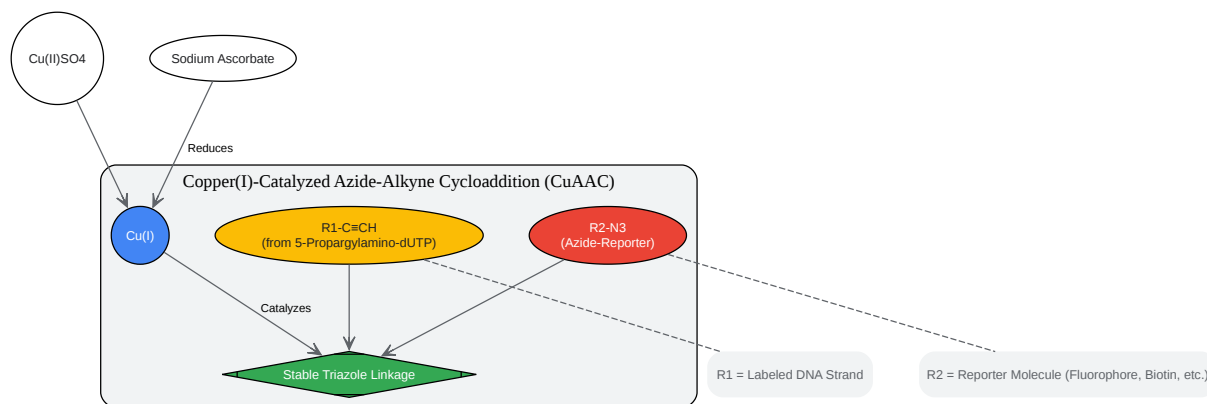 Cu(II)SO4
Sodium Ascorbate
Reduces
Copper(I)-Catalyzed Azide-Alkyne Cycloaddition (CuAAC)
Cu(I)
R1-C≡CH
(from 5-Propargylamino-dUTP)
R2-N3
(Azide-Reporter)
Catalyzes
Stable Triazole Linkage
R1 = Labeled DNA Strand
R2 = Reporter Molecule (Fluorophore, Biotin, etc.)